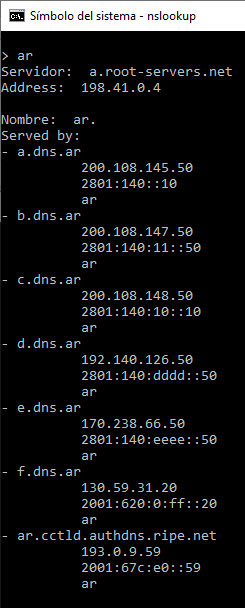 Símbolo del sistema - nslookup
> ar
Servidor:  a.root-servers.net
Address:  198.41.0.4
Nombre:  ar.
Served by:
- a.dns.ar
200.108.145.50
2801:140::10
ar
- b.dns.ar
200.108.147.50
2801:140:11::50
ar
- c.dns.ar
200.108.148.50
2801:140:10::10
ar
- d.dns.ar
192.140.126.50
2801:140:dddd::50
ar
- e.dns.ar
170.238.66.50
2801:140:eeee::50
ar
- f.dns.ar
130.59.31.20
2001:620:0:ff::20
ar
- ar.cctld.authdns.ripe.net
193.0.9.59
2001:67c:e0::59
ar